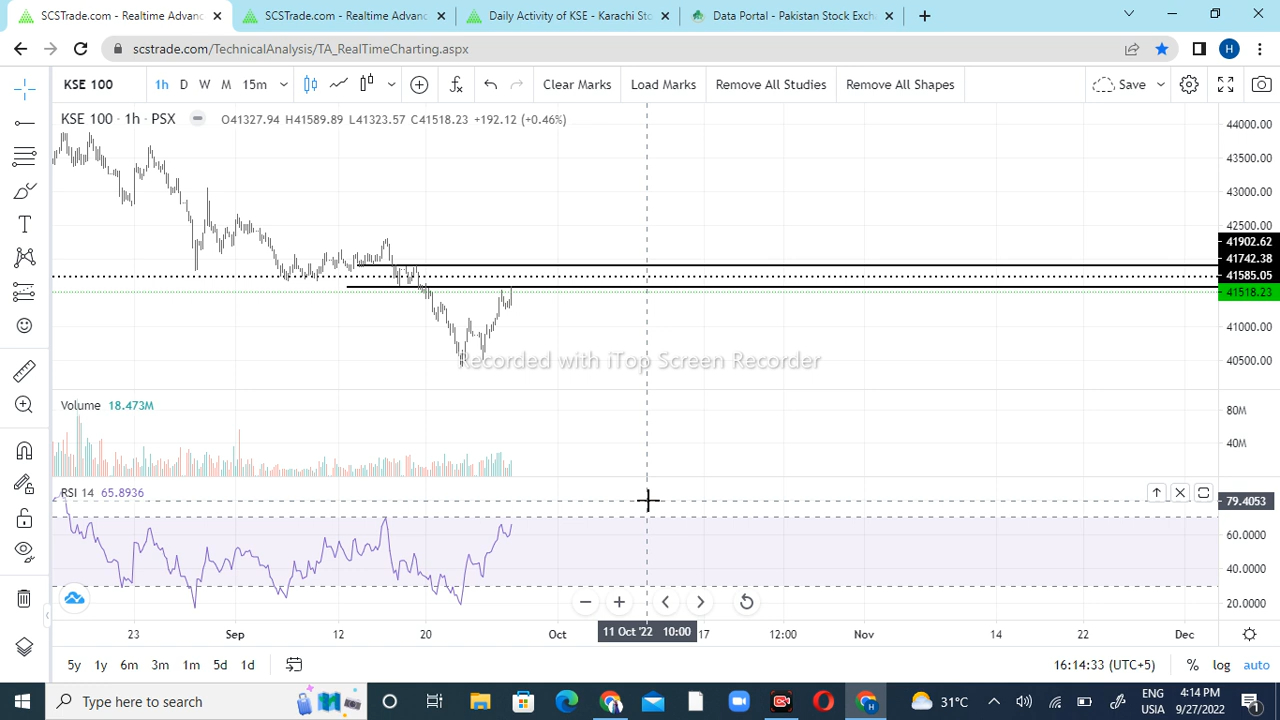 SCSTrade.com - Realtime Advanc
SCSTrade.com - Realtime Advanc
Daily Activity of KSE - Karachi Sto
Data Portal - Pakistan Stock Exch
scstrade.com/TechnicalAnalysis/TA_RealTimeCharting.aspx
H
KSE 100
1h D W M 15m
Clear Marks
Load Marks
Remove All Studies
Remove All Shapes
Save
KSE 100 · 1h · PSX
O41327.94 H41589.89 L41323.57 C41518.23 +192.12 (+0.46%)
44000.00
43500.00
43000.00
42500.00
41902.62
41742.38
41585.05
41518.23
41000.00
40500.00
Recorded with iTop Screen Recorder
Volume 18.473M
80M
40M
RSI 14 65.8936
79.4053
60.0000
40.0000
20.0000
23 Sep 12 20 Oct 11 Oct '22 10:00 17 12:00 Nov 14 22 Dec
5y 1y 6m 3m 1m 5d 1d
16:14:33 (UTC+5) % log auto
Type here to search
31°C
ENG
USIA
4:14 PM
9/27/2022